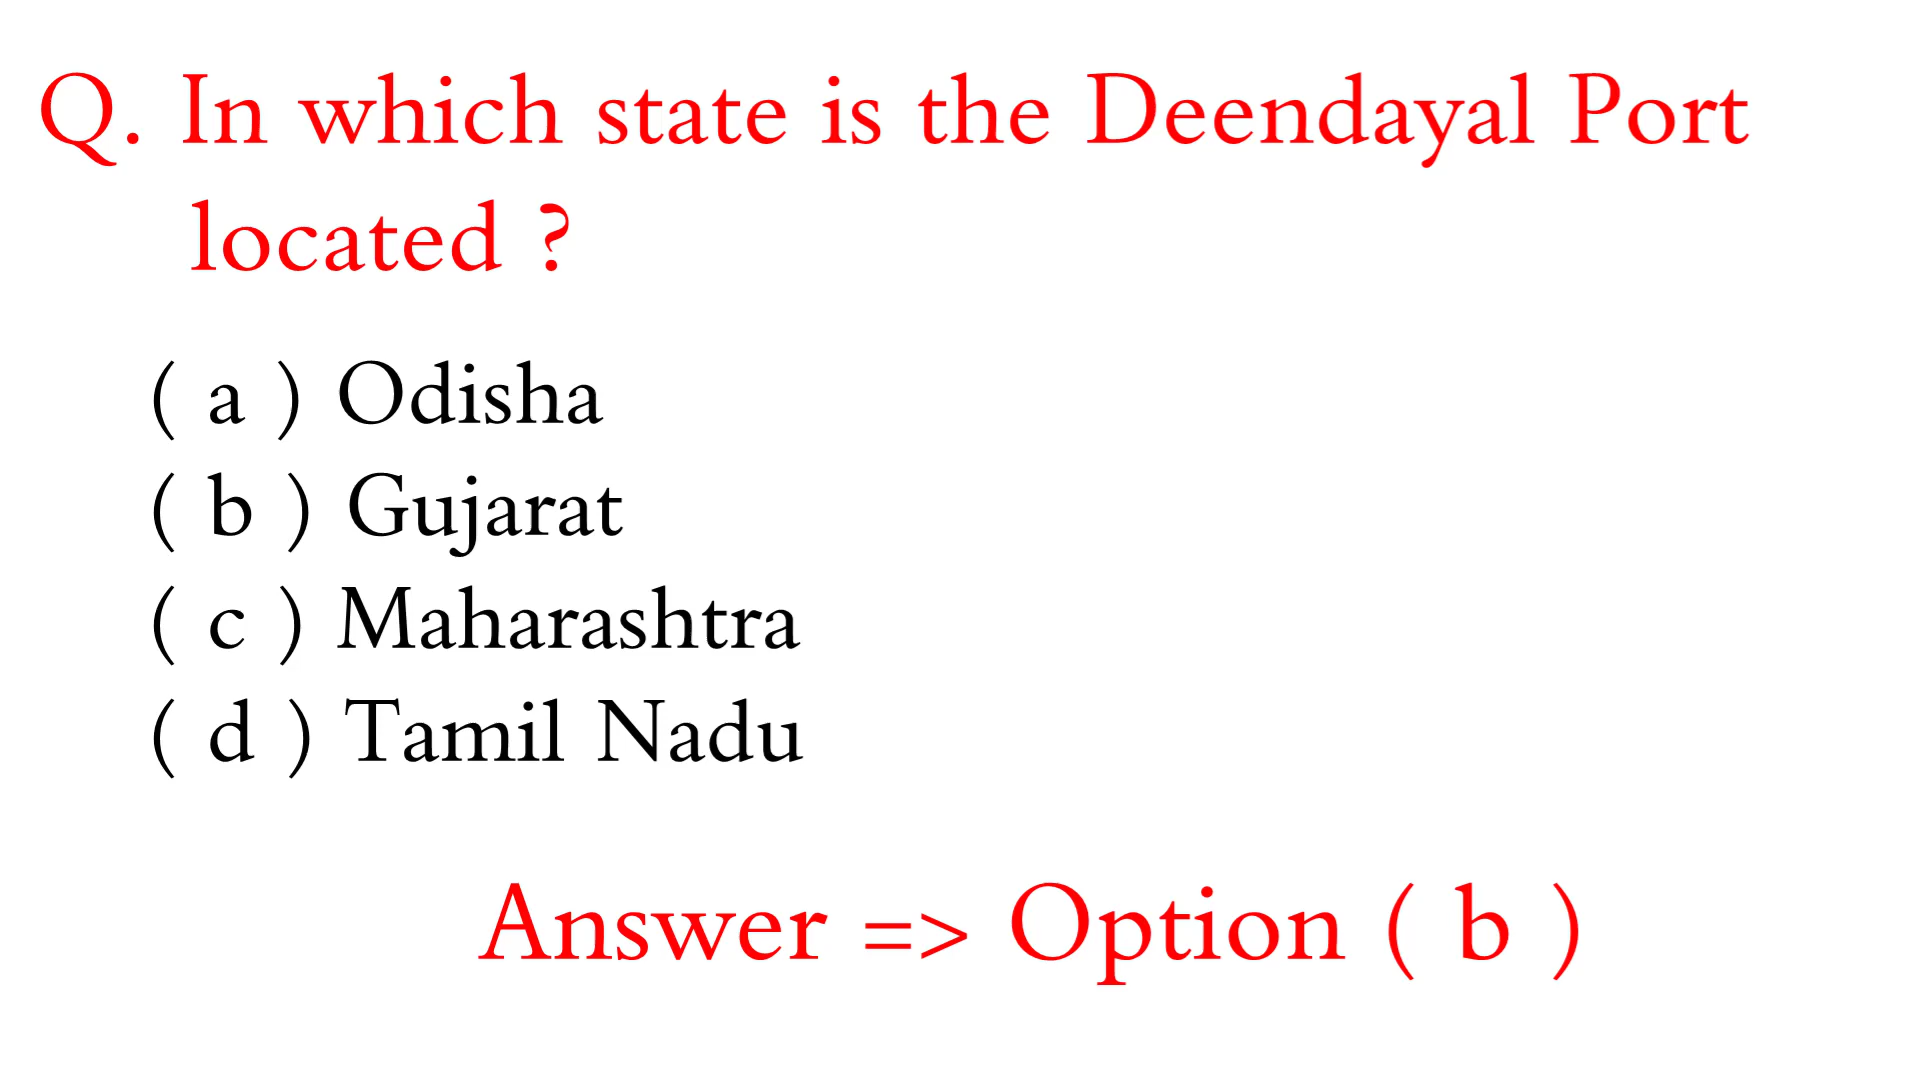 Q. In which state is the Deendayal Port
located ?
( a ) Odisha
( b ) Gujarat
( c ) Maharashtra
( d ) Tamil Nadu
Answer => Option ( b )